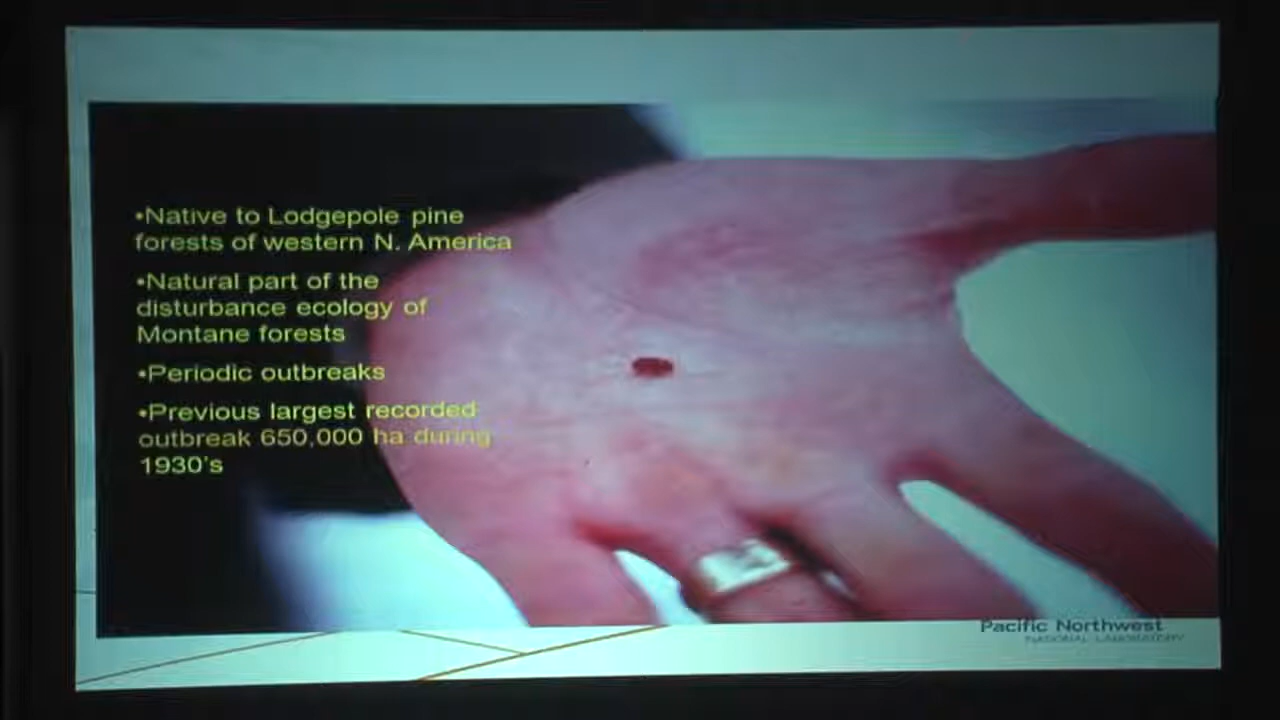 •Native to Lodgepole pine
forests of western N. America
•Natural part of the
disturbance ecology of
Montane forests
•Periodic outbreaks
•Previous largest recorded
outbreak 650,000 ha during
1930's
Pacific Northwest
NATIONAL LABORATORY